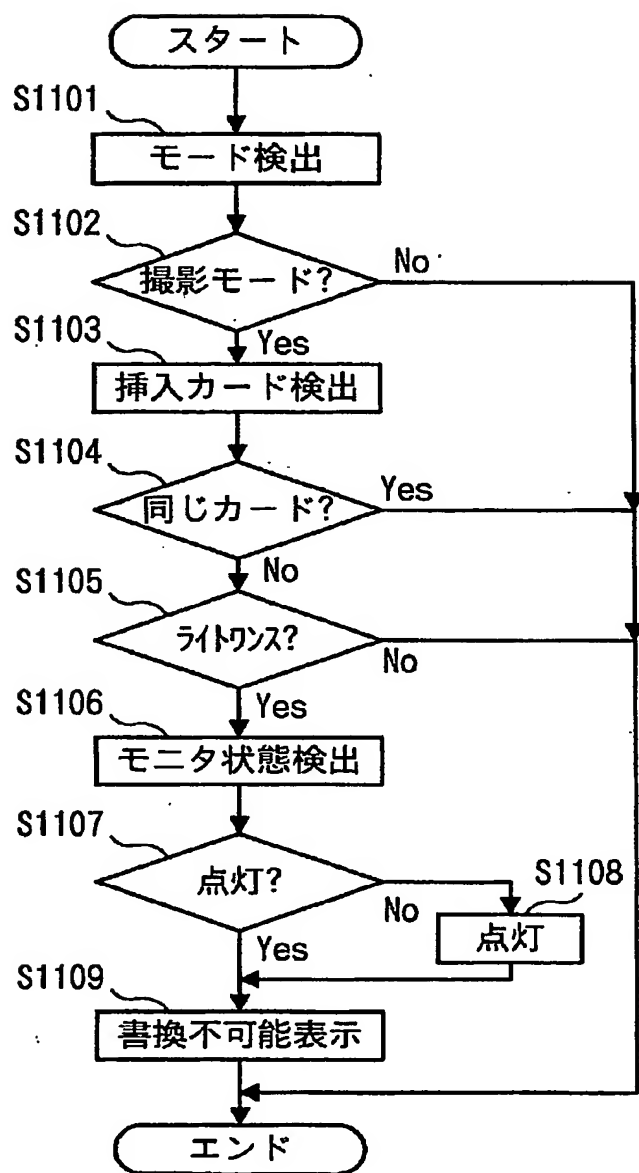 スタート
S1101
モード検出
S1102
撮影モード?
No
Yes
S1103
挿入カード検出
S1104
同じカード?
Yes
No
S1105
ライトワンス?
No
Yes
S1106
モニタ状態検出
S1107
点灯?
No
Yes
S1108
点灯
S1109
書換不可能表示
エンド